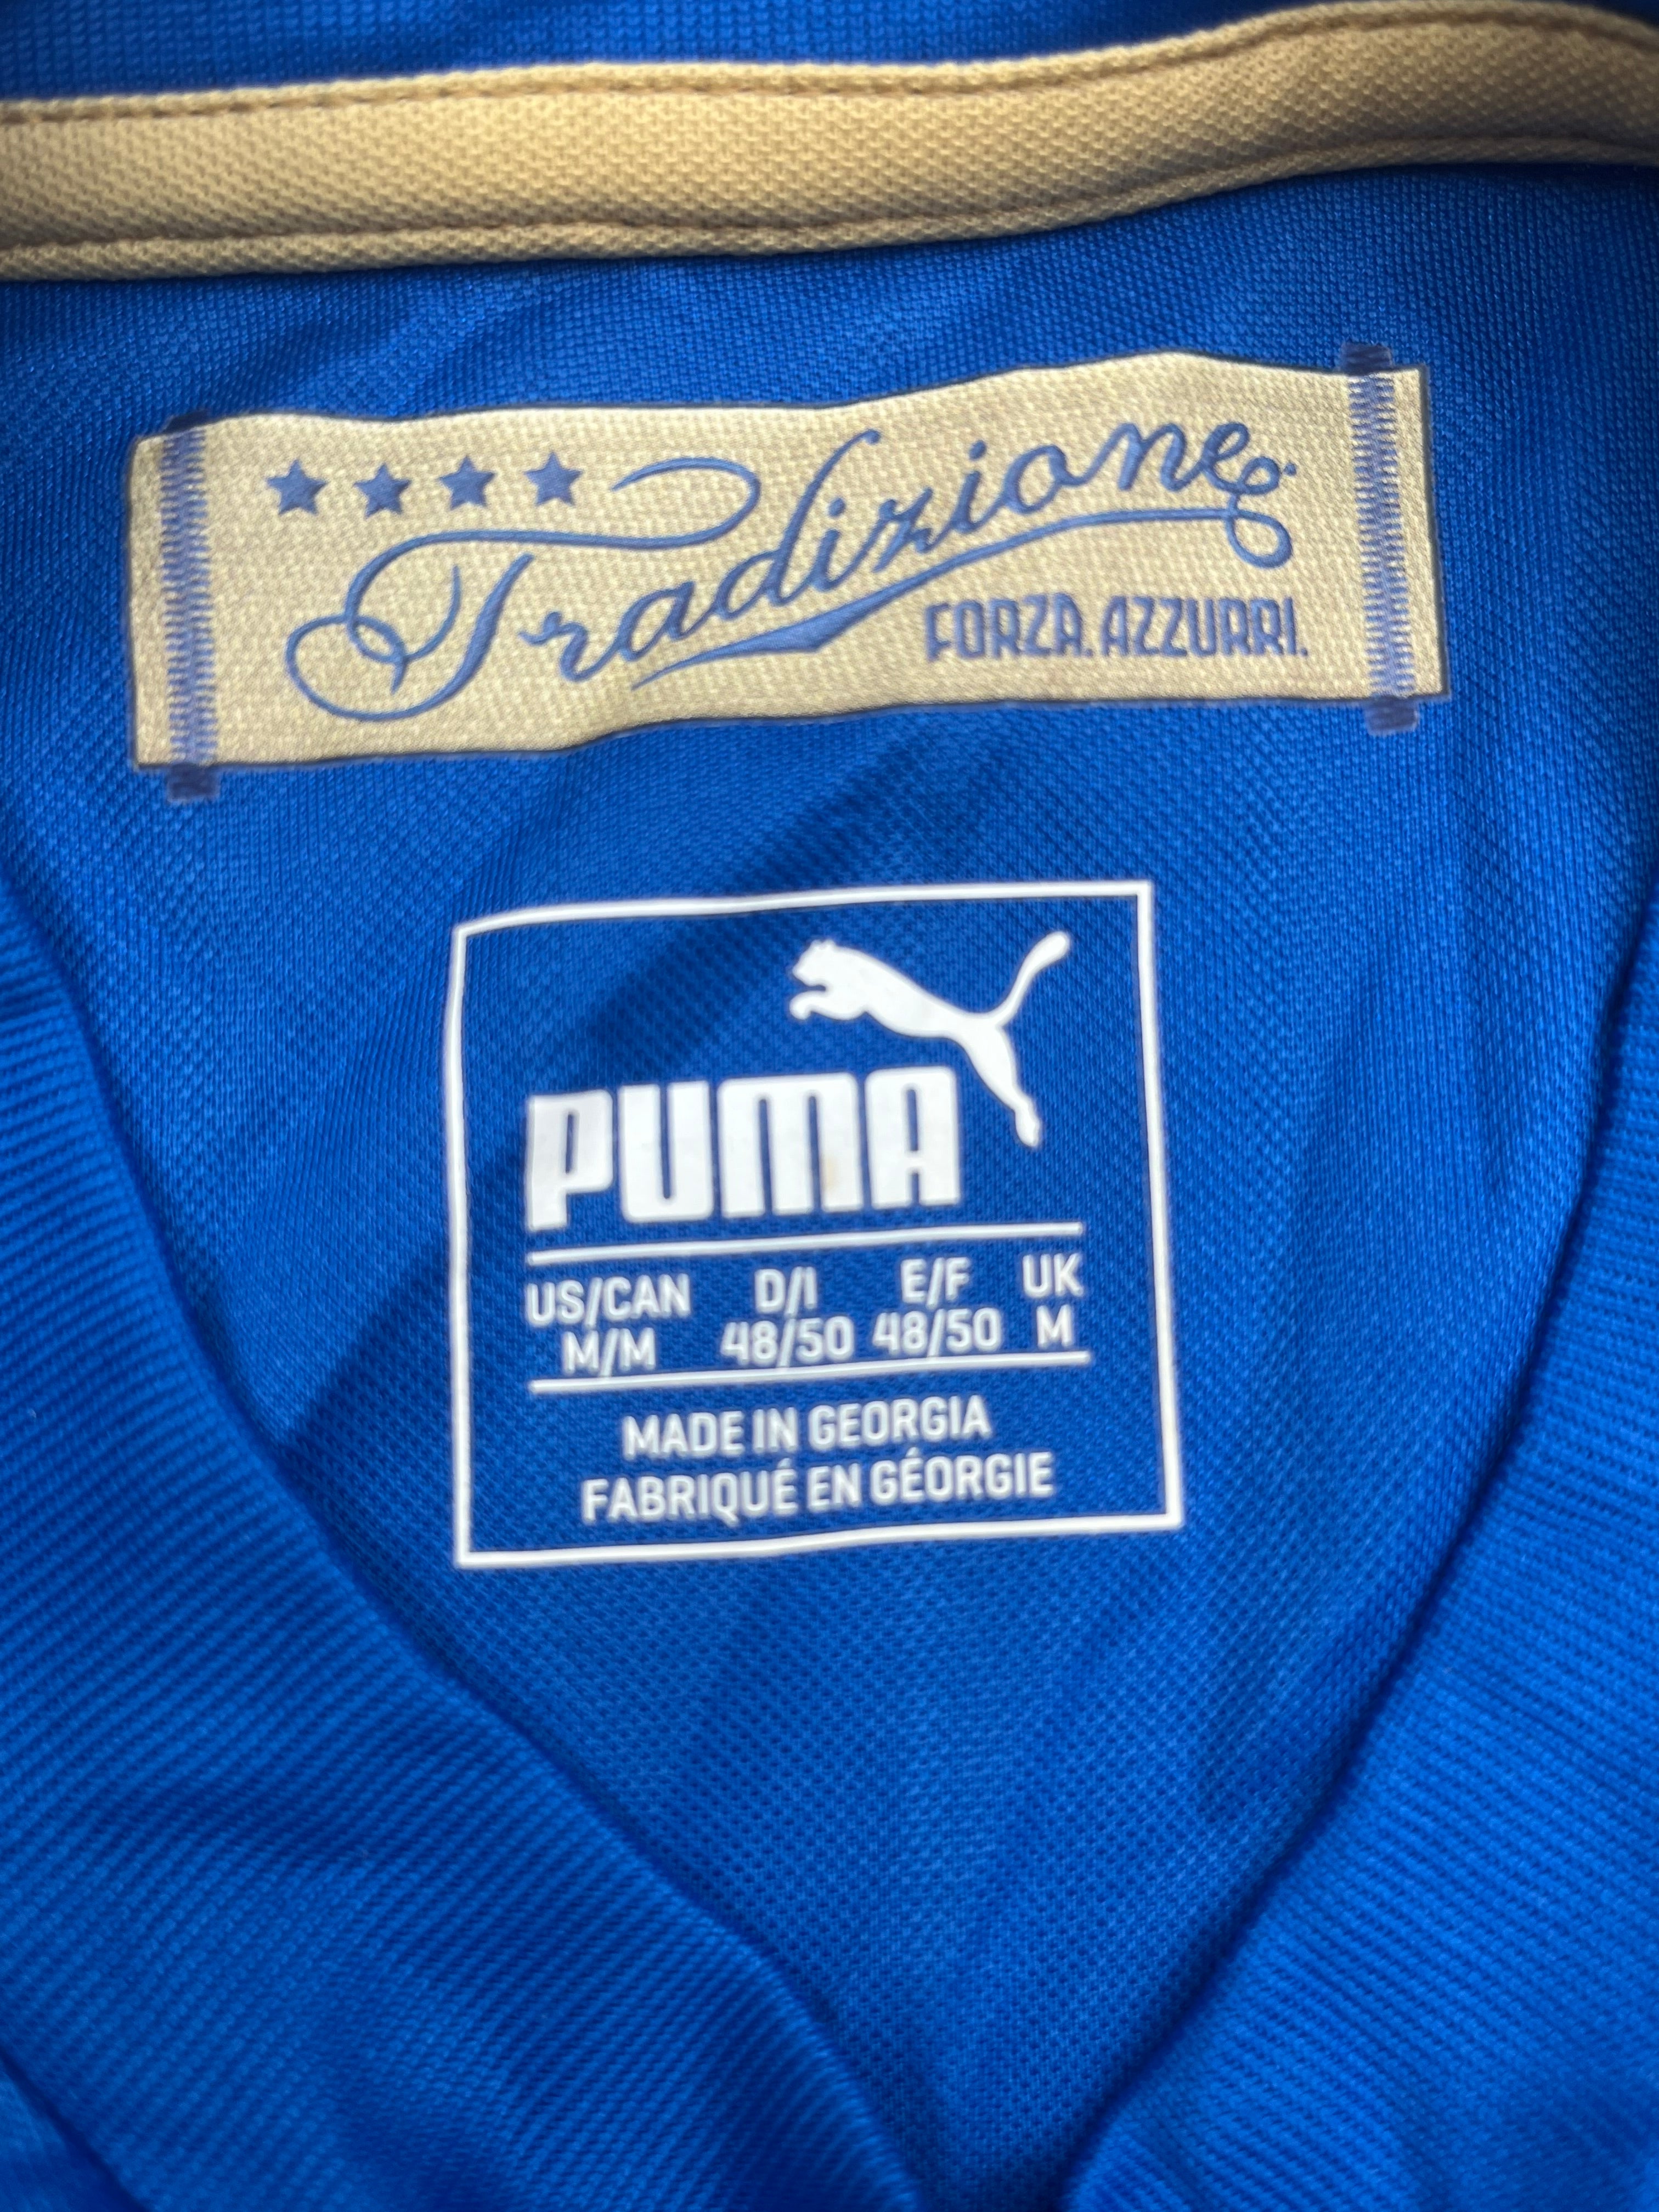 Tradizione
FORZA. AZZURRI.
PUMA
US/CAN D/I E/F UK
M/M 48/50 48/50 M
MADE IN GEORGIA
FABRIQUÉ EN GÉORGIE